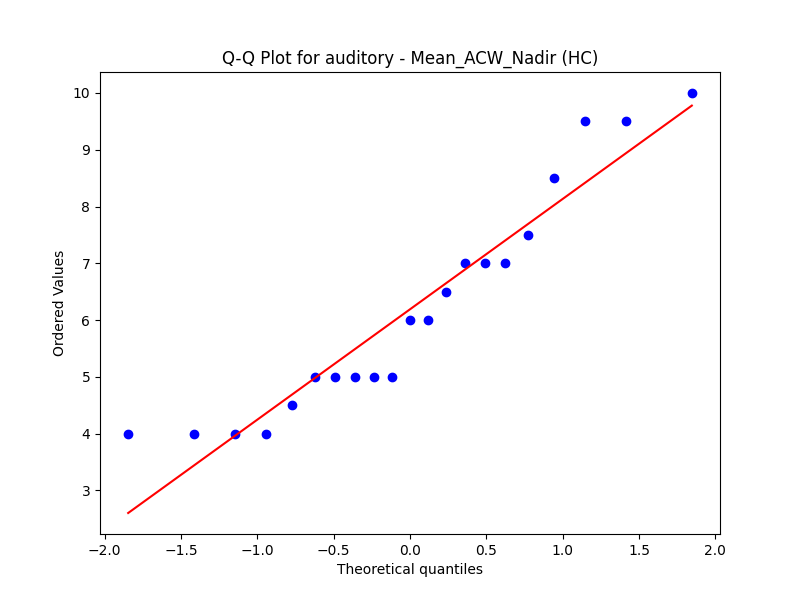 Q-Q Plot for auditory - Mean_ACW_Nadir (HC)
Ordered Values
10
9
8
7
6
5
4
3
−2.0 −1.5 −1.0 −0.5 0.0 0.5 1.0 1.5 2.0
Theoretical quantiles